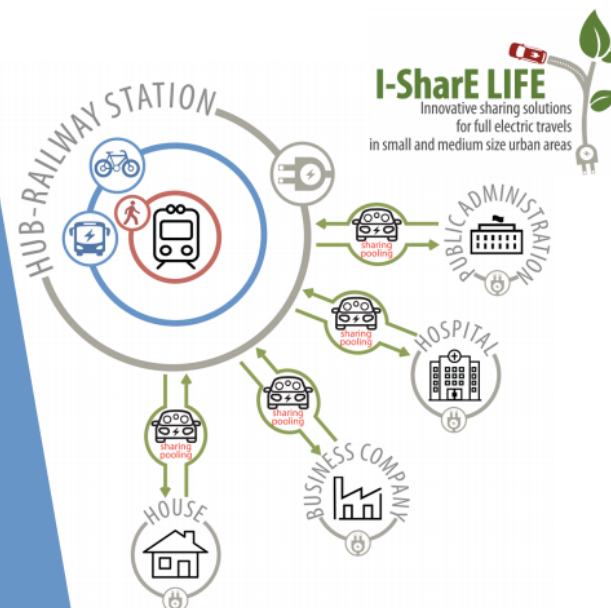 I-SharE LIFE
Innovative sharing solutions
for full electric travels
in small and medium size urban areas
HUB-RAILWAY STATION
sharing
pooling
PUBLIC ADMINISTRATION
sharing
pooling
HOSPITAL
sharing
pooling
BUSINESS COMPANY
sharing
pooling
HOUSE